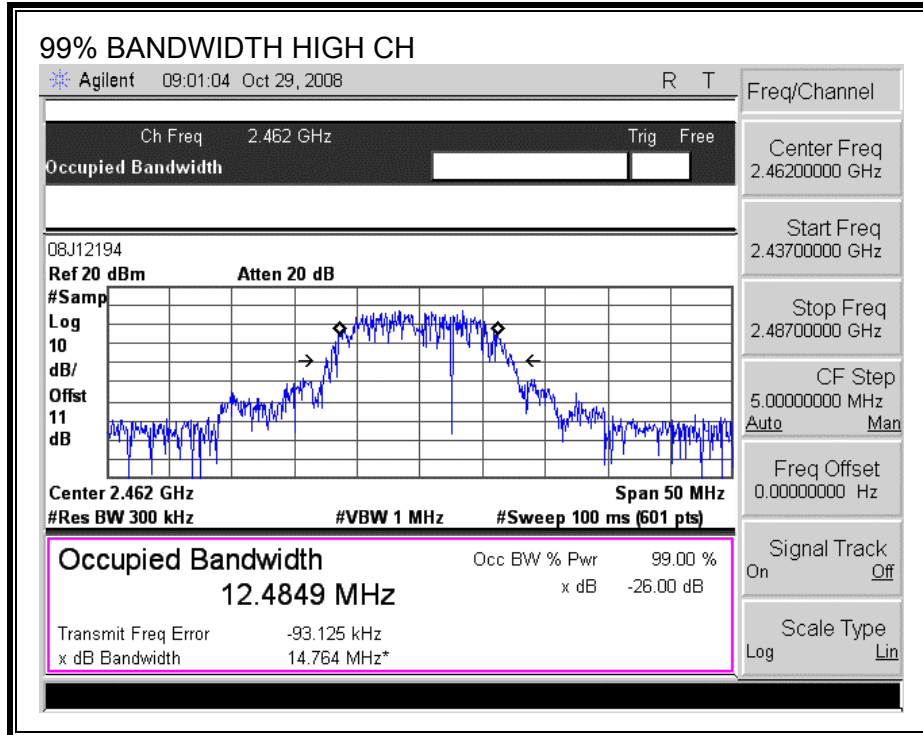 99% BANDWIDTH HIGH CH
Agilent 09:01:04 Oct 29, 2008 R T
Freq/Channel
Ch Freq 2.462 GHz Trig Free
Occupied Bandwidth
Center Freq
2.46200000 GHz
Start Freq
2.43700000 GHz
08J12194
Ref 20 dBm Atten 20 dB
#Samp
Log
10
dB/
Offst
11
dB
Stop Freq
2.48700000 GHz
CF Step
5.00000000 MHz
Auto Man
Freq Offset
0.00000000 Hz
Center 2.462 GHz Span 50 MHz
#Res BW 300 kHz #VBW 1 MHz #Sweep 100 ms (601 pts)
Occupied Bandwidth
12.4849 MHz
Occ BW % Pwr 99.00 %
x dB -26.00 dB
Transmit Freq Error -93.125 kHz
x dB Bandwidth 14.764 MHz*
Signal Track
On Off
Scale Type
Log Lin